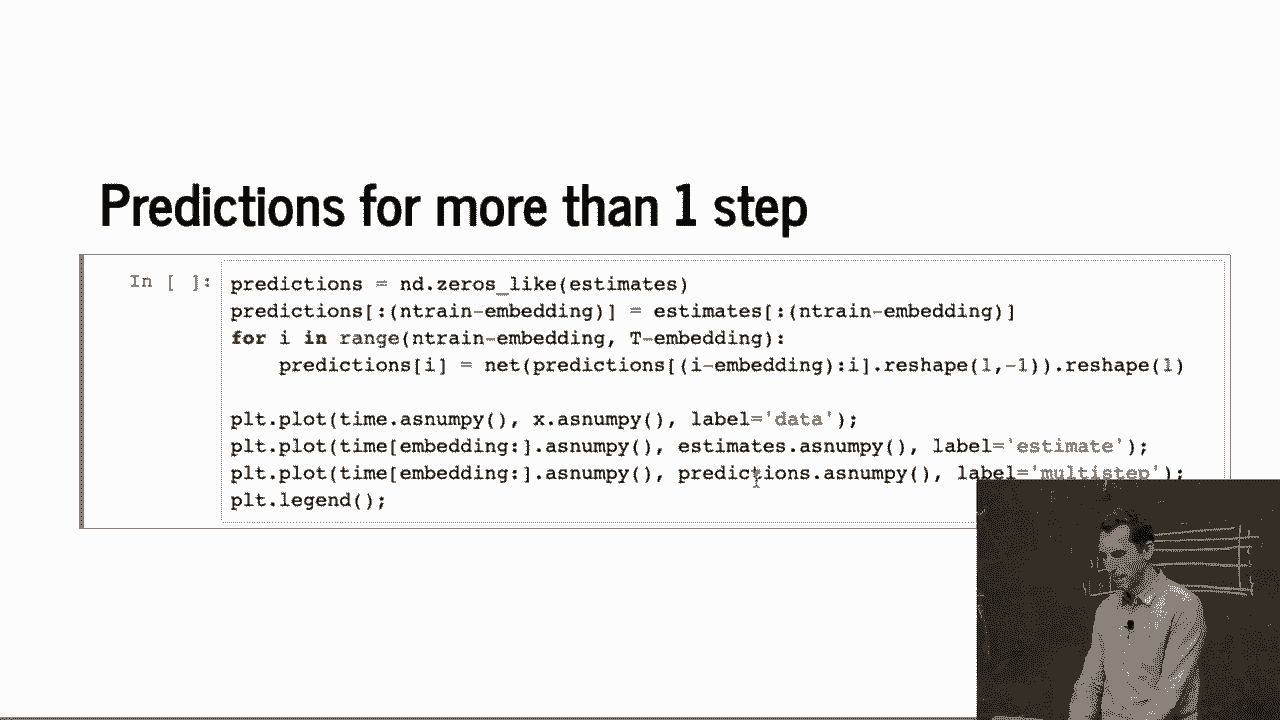 Predictions for more than 1 step
In [ ]:
predictions = nd.zeros_like(estimates)
predictions[:(ntrain-embedding)] = estimates[:(ntrain-embedding)]
for i in range(ntrain-embedding, T-embedding):
    predictions[i] = net(predictions[(i-embedding):i].reshape(1,-1)).reshape(1)
plt.plot(time.asnumpy(), x.asnumpy(), label='data');
plt.plot(time[embedding:].asnumpy(), estimates.asnumpy(), label='estimate');
plt.plot(time[embedding:].asnumpy(), predictions.asnumpy(), label='multistep');
plt.legend();